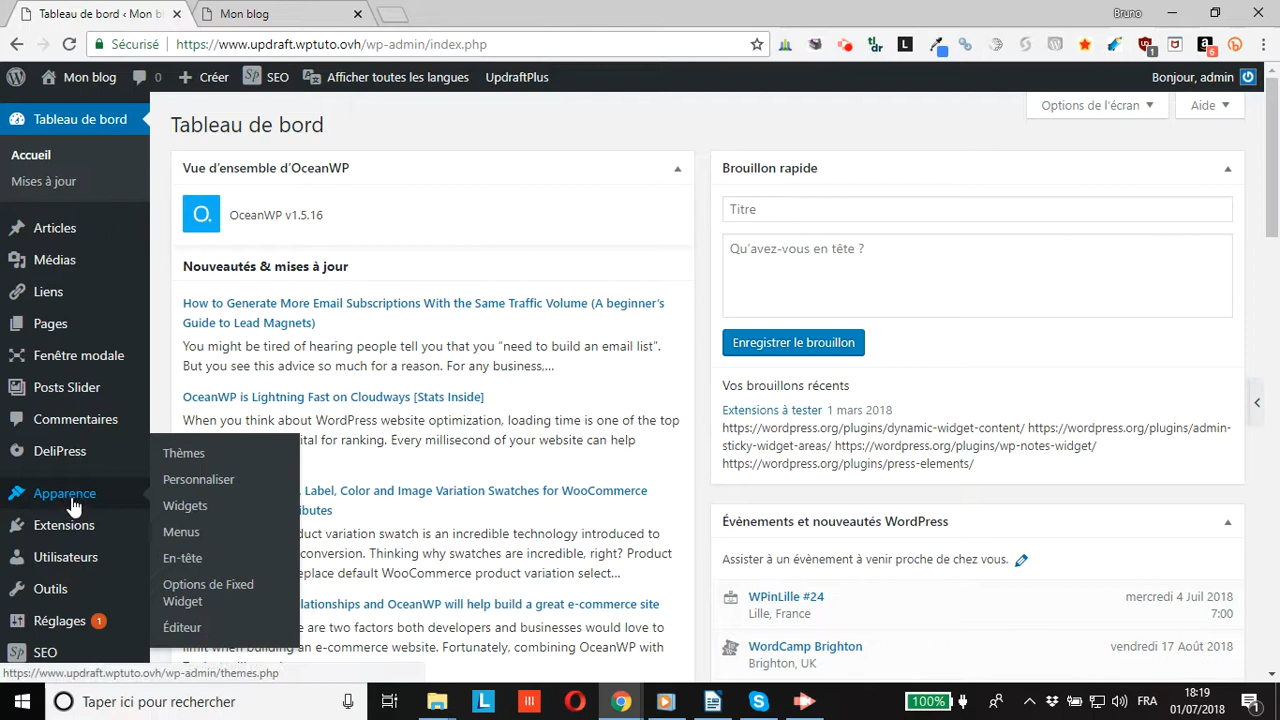 Tableau de bord ‹ Mon bl
Mon blog
Bruno
Sécurisé
https://www.updraft.wptuto.ovh/wp-admin/index.php
Mon blog
0
Créer
SEO
Afficher toutes les langues
UpdraftPlus
Bonjour, admin
Tableau de bord
Accueil
Mises à jour
Articles
Médias
Liens
Pages
Fenêtre modale
Posts Slider
Commentaires
DeliPress
Apparence
Extensions
Utilisateurs
Outils
Réglages 1
SEO
Thèmes
Personnaliser
Widgets
Menus
En-tête
Options de Fixed
Widget
Éditeur
Options de l'écran
Aide
Tableau de bord
Vue d'ensemble d'OceanWP
OceanWP v1.5.16
Nouveautés & mises à jour
How to Generate More Email Subscriptions With the Same Traffic Volume (A beginner's
Guide to Lead Magnets)
You might be tired of hearing people tell you that you "need to build an email list".
But you see this advice so much for a reason. For any business,…
OceanWP is Lightning Fast on Cloudways [Stats Inside]
When you think about WordPress website optimization, loading time is one of the top
tal for ranking. Every millisecond of your website can help
, Label, Color and Image Variation Swatches for WooCommerce
ibutes
duct variation swatch is an incredible technology introduced to
conversion. Thinking why swatches are incredible, right? Product
eplace default WooCommerce product variation select…
lationships and OceanWP will help build a great e-commerce site
e are two factors both developers and businesses would love to
when building an e-commerce website. Fortunately, combining OceanWP with
Brouillon rapide
Titre
Qu'avez-vous en tête ?
Enregistrer le brouillon
Vos brouillons récents
Extensions à tester 1 mars 2018
https://wordpress.org/plugins/dynamic-widget-content/ https://wordpress.org/plugins/admin-
sticky-widget-areas/ https://wordpress.org/plugins/wp-notes-widget/
https://wordpress.org/plugins/press-elements/
Évènements et nouveautés WordPress
Assister à un évènement à venir proche de chez vous.
WPinLille #24
Lille, France
mercredi 4 Juil 2018
7:00
WordCamp Brighton
Brighton, UK
vendredi 17 Août 2018
https://www.updraft.wptuto.ovh/wp-admin/themes.php
Taper ici pour rechercher
100%
FRA
18:19
01/07/2018